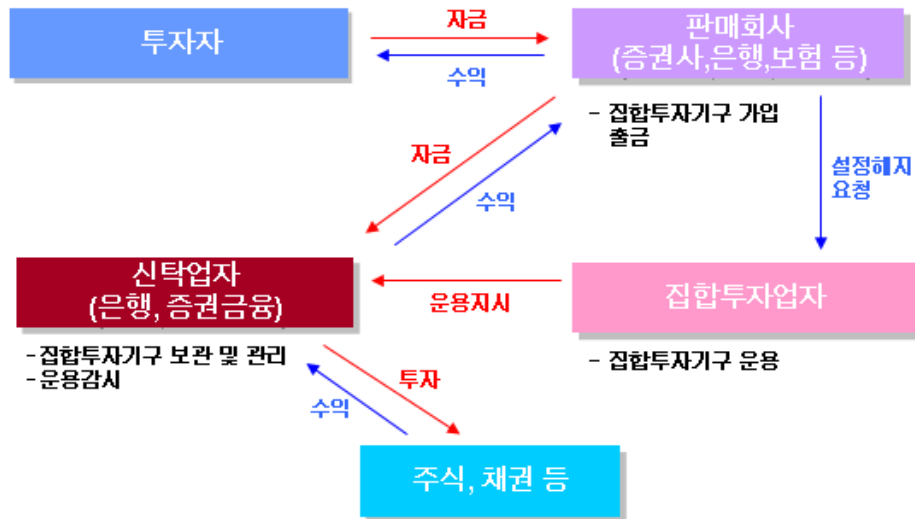 투자자
자금
수익
판매회사
(증권사,은행,보험 등)
- 집합투자기구 가입
출금
자금
수익
설정해지
요청
신탁업자
(은행, 증권금융)
운용지시
집합투자업자
-집합투자기구 보관 및 관리
-운용감시
- 집합투자기구 운용
투자
수익
주식, 채권 등